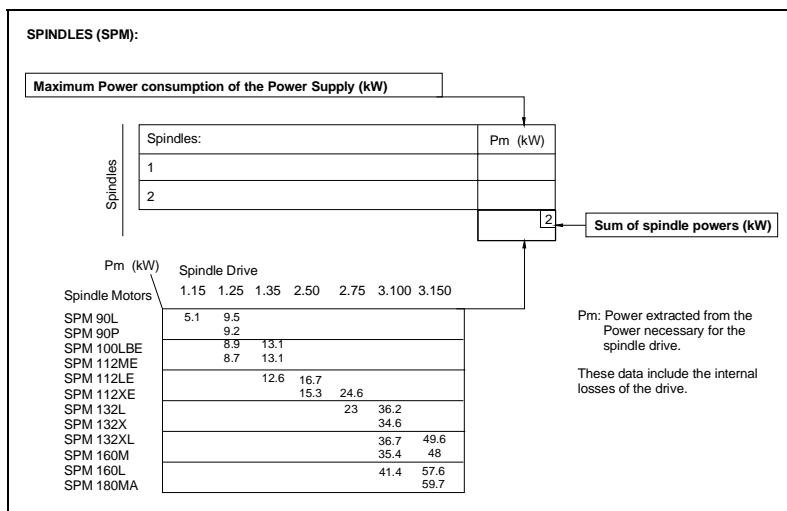 SPINDLES (SPM):
Maximum Power consumption of the Power Supply (kW)
Spindles
Spindles: Pm (kW)
1
2
2
Sum of spindle powers (kW)
Pm (kW) Spindle Drive
Spindle Motors 1.15 1.25 1.35 2.50 2.75 3.100 3.150
SPM 90L 5.1 9.5
SPM 90P 9.2
SPM 100LBE 8.9 13.1
SPM 112ME 8.7 13.1
SPM 112LE 12.6 16.7
SPM 112XE 15.3 24.6
SPM 132L 23 36.2
SPM 132X 34.6
SPM 132XL 36.7 49.6
SPM 160M 35.4 48
SPM 160L 41.4 57.6
SPM 180MA 59.7
Pm: Power extracted from the
Power necessary for the
spindle drive.
These data include the internal
losses of the drive.